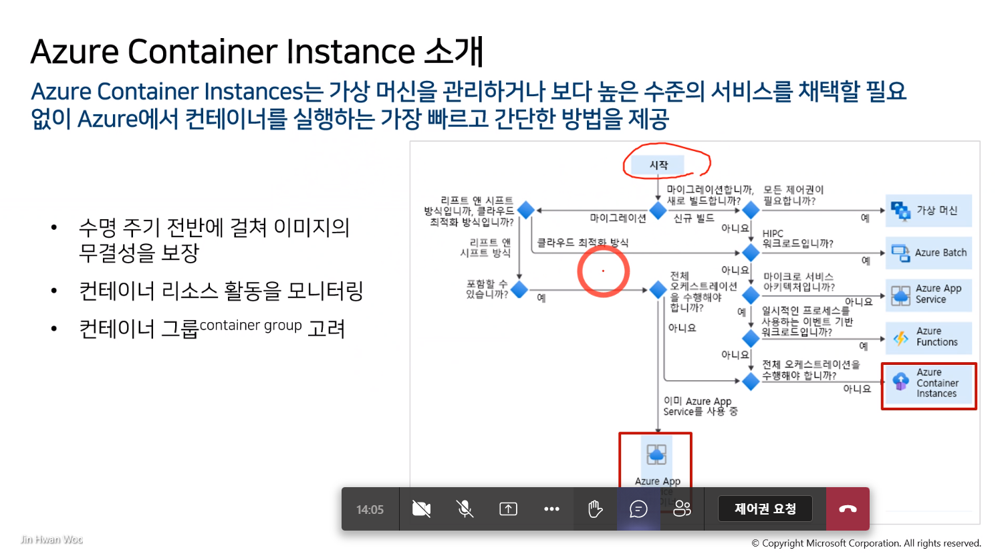 Azure Container Instance 소개
Azure Container Instances는 가상 머신을 관리하거나 보다 높은 수준의 서비스를 채택할 필요
없이 Azure에서 컨테이너를 실행하는 가장 빠르고 간단한 방법을 제공
• 수명 주기 전반에 걸쳐 이미지의
무결성을 보장
• 컨테이너 리소스 활동을 모니터링
• 컨테이너 그룹container group 고려
시작
마이그레이션합니까,
새로 빌드합니까?
모든 제어권이
필요합니까?
리프트 앤 시프트
방식입니까, 클라우드
최적화 방식입니까?
마이그레이션
신규 빌드
예
가상 머신
아니요
HIPC
워크로드입니까?
리프트 앤
시프트 방식
클라우드 최적화 방식
예
Azure Batch
아니요
마이크로 서비스
아키텍처입니까?
포함할 수
있습니까?
예
전체
오케스트레이션
을 수행해야
합니까?
아니요
Azure App
Service
예
일시적인 프로세스를
사용하는 이벤트 기반
워크로드입니까?
아니요
예
Azure
Functions
아니요
전체 오케스트레이션을
수행해야 합니까?
아니요
Azure
Container
Instances
이미 Azure App
Service를 사용 중
Azure App
14:05
제어권 요청
Jin Hwan Woo
© Copyright Microsoft Corporation. All rights reserved.